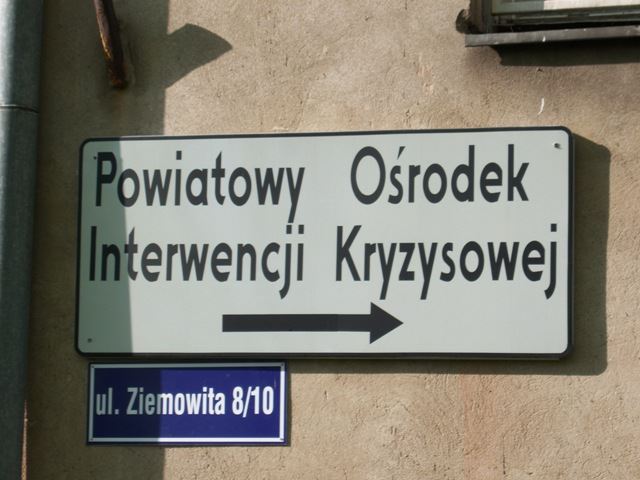 Powiatowy Ośrodek
Interwencji Kryzysowej
ul. Ziemowita 8/10